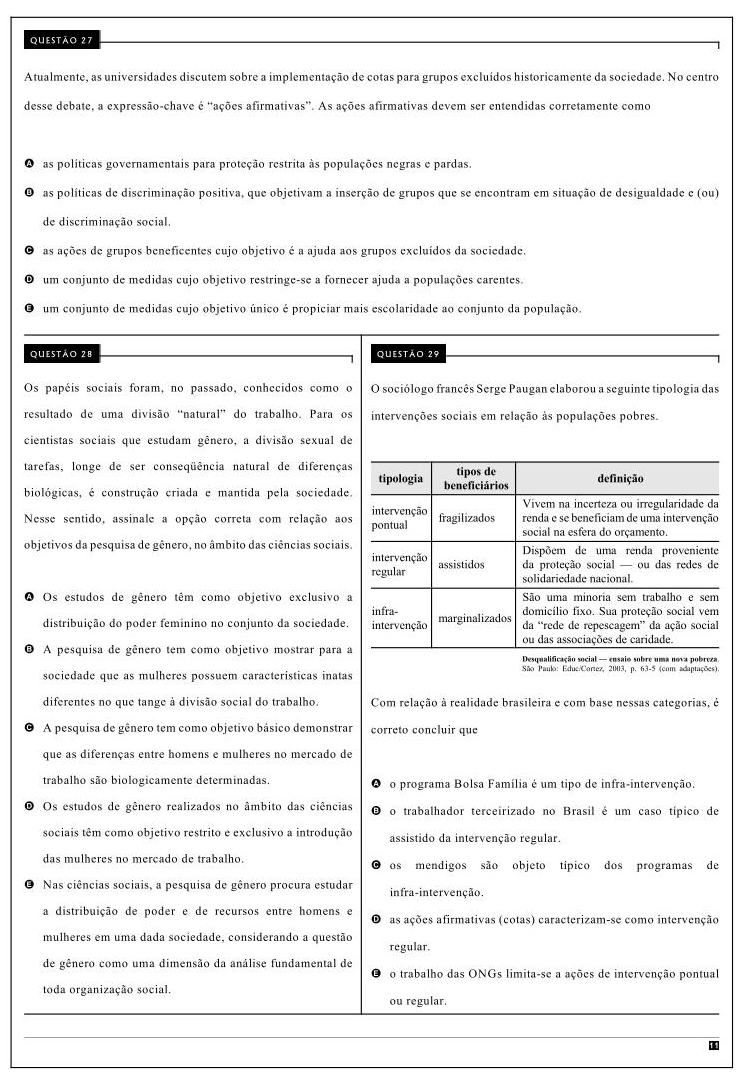 QUESTÃO 27
Atualmente, as universidades discutem sobre a implementação de cotas para grupos excluídos historicamente da sociedade. No centro
desse debate, a expressão-chave é “ações afirmativas”. As ações afirmativas devem ser entendidas corretamente como
A as políticas governamentais para proteção restrita às populações negras e pardas.
B as políticas de discriminação positiva, que objetivam a inserção de grupos que se encontram em situação de desigualdade e (ou)
de discriminação social.
C as ações de grupos beneficentes cujo objetivo é a ajuda aos grupos excluídos da sociedade.
D um conjunto de medidas cujo objetivo restringe-se a fornecer ajuda a populações carentes.
E um conjunto de medidas cujo objetivo único é propiciar mais escolaridade ao conjunto da população.
QUESTÃO 28
Os papéis sociais foram, no passado, conhecidos como o
resultado de uma divisão “natural” do trabalho. Para os
cientistas sociais que estudam gênero, a divisão sexual de
tarefas, longe de ser conseqüência natural de diferenças
biológicas, é construção criada e mantida pela sociedade.
Nesse sentido, assinale a opção correta com relação aos
objetivos da pesquisa de gênero, no âmbito das ciências sociais.
A Os estudos de gênero têm como objetivo exclusivo a
distribuição do poder feminino no conjunto da sociedade.
B A pesquisa de gênero tem como objetivo mostrar para a
sociedade que as mulheres possuem características inatas
diferentes no que tange à divisão social do trabalho.
C A pesquisa de gênero tem como objetivo básico demonstrar
que as diferenças entre homens e mulheres no mercado de
trabalho são biologicamente determinadas.
D Os estudos de gênero realizados no âmbito das ciências
sociais têm como objetivo restrito e exclusivo a introdução
das mulheres no mercado de trabalho.
E Nas ciências sociais, a pesquisa de gênero procura estudar
a distribuição de poder e de recursos entre homens e
mulheres em uma dada sociedade, considerando a questão
de gênero como uma dimensão da análise fundamental de
toda organização social.
QUESTÃO 29
O sociólogo francês Serge Paugan elaborou a seguinte tipologia das
intervenções sociais em relação às populações pobres.
tipologia tipos de beneficiários definição
intervenção pontual fragilizados Vivem na incerteza ou irregularidade da
renda e se beneficiam de uma intervenção
social na esfera do orçamento.
intervenção regular assistidos Dispõem de uma renda proveniente
da proteção social — ou das redes de
solidariedade nacional.
infra-intervenção marginalizados São uma minoria sem trabalho e sem
domicílio fixo. Sua proteção social vem
da “rede de repescagem” da ação social
ou das associações de caridade.
Desqualificação social — ensaio sobre uma nova pobreza.
São Paulo: Educ/Cortez, 2003, p. 63-5 (com adaptações).
Com relação à realidade brasileira e com base nessas categorias, é
correto concluir que
A o programa Bolsa Família é um tipo de infra-intervenção.
B o trabalhador terceirizado no Brasil é um caso típico de
assistido da intervenção regular.
C os mendigos são objeto típico dos programas de
infra-intervenção.
D as ações afirmativas (cotas) caracterizam-se como intervenção
regular.
E o trabalho das ONGs limita-se a ações de intervenção pontual
ou regular.
11